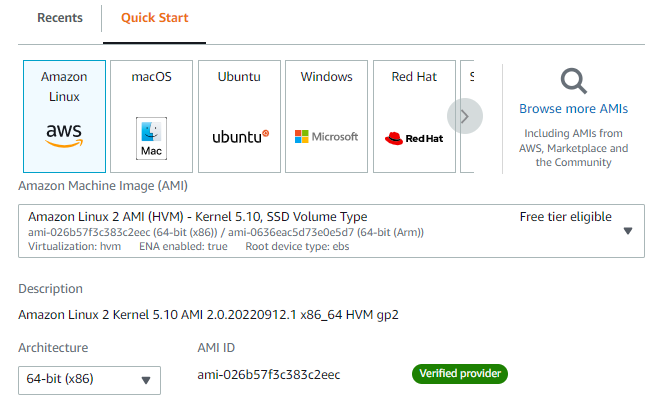 Recents
Quick Start
Amazon
Linux
aws
macOS
Mac
Ubuntu
ubuntu
Windows
Microsoft
Red Hat
Red Hat
S
Browse more AMIs
Including AMIs from
AWS, Marketplace and
the Community
Amazon Machine Image (AMI)
Amazon Linux 2 AMI (HVM) - Kernel 5.10, SSD Volume Type
Free tier eligible
ami-026b57f3c383c2eec (64-bit (x86)) / ami-0636eac5d73e0e5d7 (64-bit (Arm))
Virtualization: hvm ENA enabled: true Root device type: ebs
Description
Amazon Linux 2 Kernel 5.10 AMI 2.0.20220912.1 x86_64 HVM gp2
Architecture
AMI ID
64-bit (x86)
ami-026b57f3c383c2eec
Verified provider